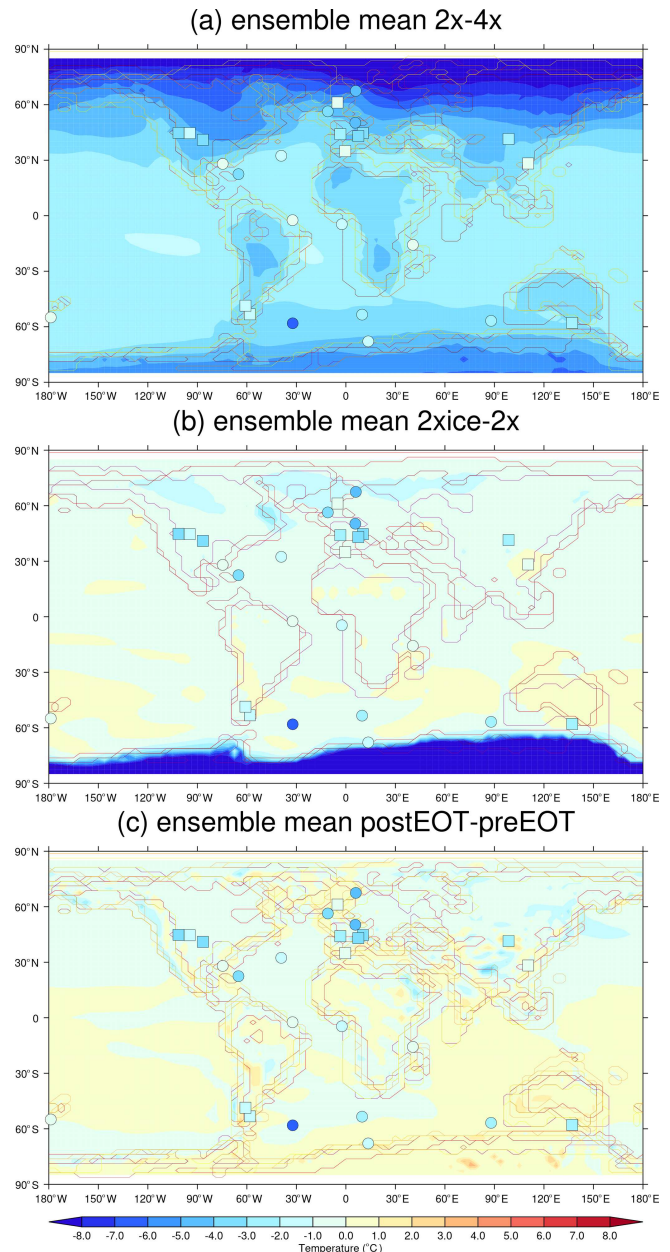 (a) ensemble mean 2x-4x
90°N
60°N
30°N
0
30°S
60°S
90°S
180°W 150°W 120°W 90°W 60°W 30°W 0 30°E 60°E 90°E 120°E 150°E 180°E
(b) ensemble mean 2xice-2x
90°N
60°N
30°N
0
30°S
60°S
90°S
180°W 150°W 120°W 90°W 60°W 30°W 0 30°E 60°E 90°E 120°E 150°E 180°E
(c) ensemble mean postEOT-preEOT
90°N
60°N
30°N
0
30°S
60°S
90°S
180°W 150°W 120°W 90°W 60°W 30°W 0 30°E 60°E 90°E 120°E 150°E 180°E
-8.0 -7.0 -6.0 -5.0 -4.0 -3.0 -2.0 -1.0 0.0 1.0 2.0 3.0 4.0 5.0 6.0 7.0 8.0
Temperature (°C)